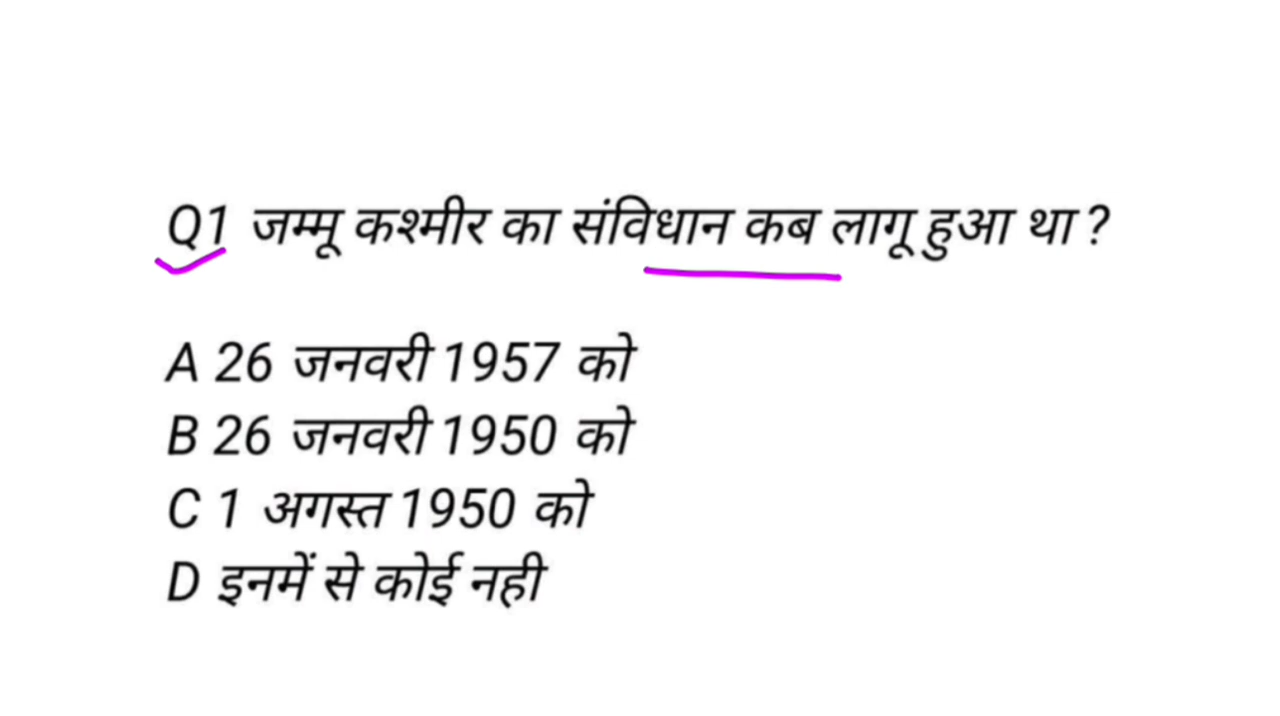 Q1 जम्मू कश्मीर का संविधान कब लागू हुआ था ?
A 26 जनवरी 1957 को
B 26 जनवरी 1950 को
C 1 अगस्त 1950 को
D इनमें से कोई नही